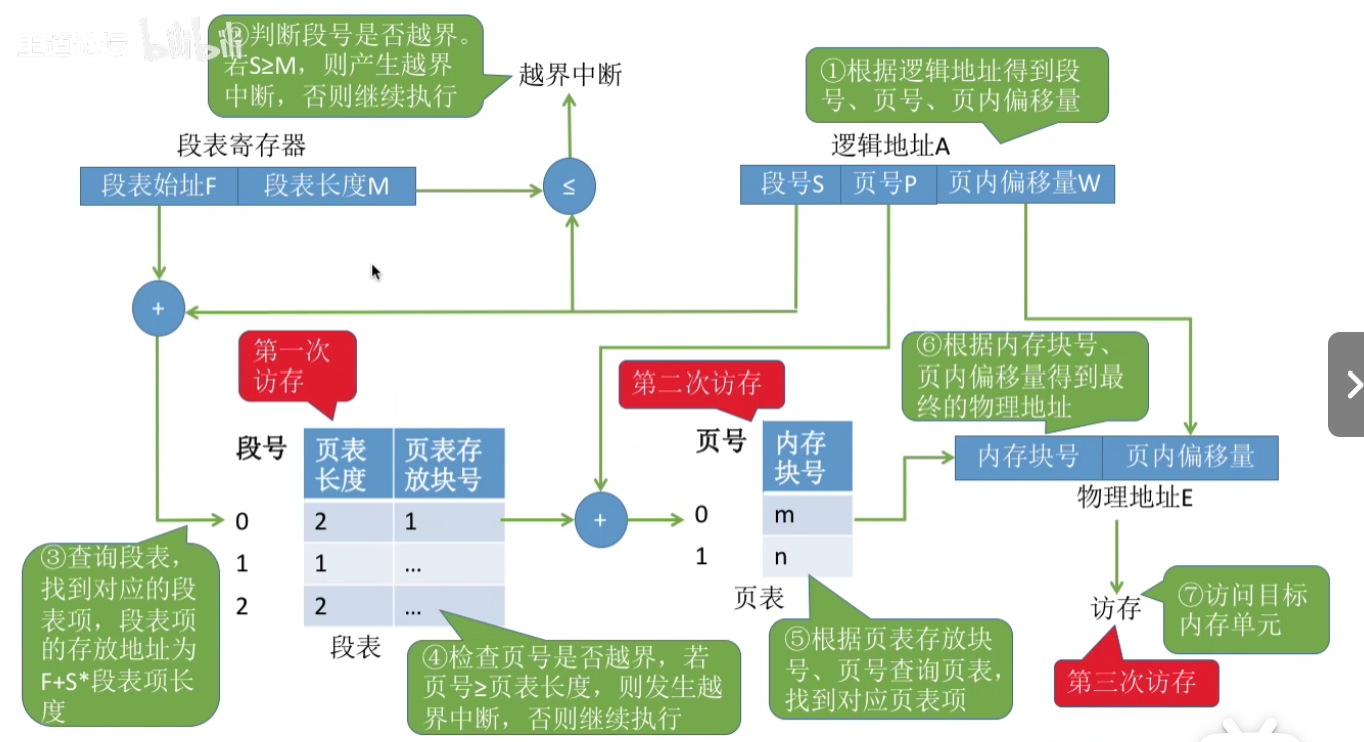 王道论坛 bilibili
②判断段号是否越界。
若S≥M，则产生越界
中断，否则继续执行
越界中断
①根据逻辑地址得到段
号、页号、页内偏移量
段表寄存器
逻辑地址A
段表始址F 段表长度M
≤
段号S 页号P 页内偏移量W
+
第一次
访存
第二次访存
⑥根据内存块号、
页内偏移量得到最
终的物理地址
段号 页表
长度 页表存
放块号
页号 内存
块号
内存块号 页内偏移量
物理地址E
0 2 1
1 1 ...
2 2 ...
段表
+
0 m
1 n
页表
③查询段表，
找到对应的段
表项，段表项
的存放地址为
F+S*段表项长
度
④检查页号是否越界，若
页号≥页表长度，则发生越
界中断，否则继续执行
⑤根据页表存放块
号、页号查询页表，
找到对应页表项
访存
⑦访问目标
内存单元
第三次访存